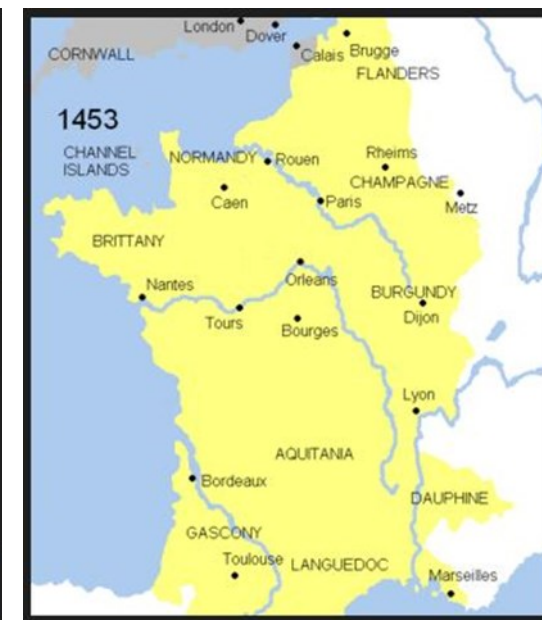 London
Dover
CORNWALL
Calais
Brugge
FLANDERS
1453
CHANNEL
ISLANDS
NORMANDY
Rouen
Rheims
CHAMPAGNE
Caen
Paris
Metz
BRITTANY
Nantes
Orleans
BURGUNDY
Tours
Bourges
Dijon
Lyon
AQUITANIA
Bordeaux
DAUPHINE
GASCONY
Toulouse
LANGUEDOC
Marseilles